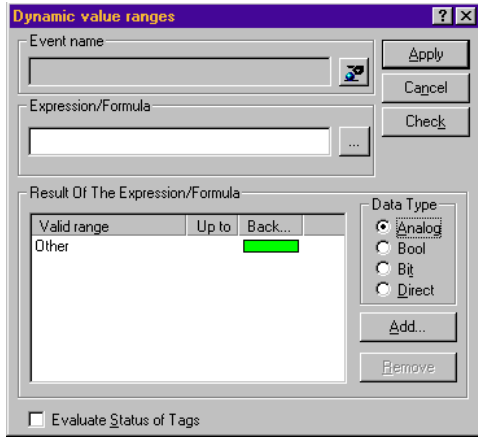 Dynamic value ranges
? ×
Event name
Apply
Cancel
Expression/Formula
Check
...
Result Of The Expression/Formula
Data Type
Valid range Up to Back...
Analog
Other
Bool
Bit
Direct
Add...
Remove
Evaluate Status of Tags